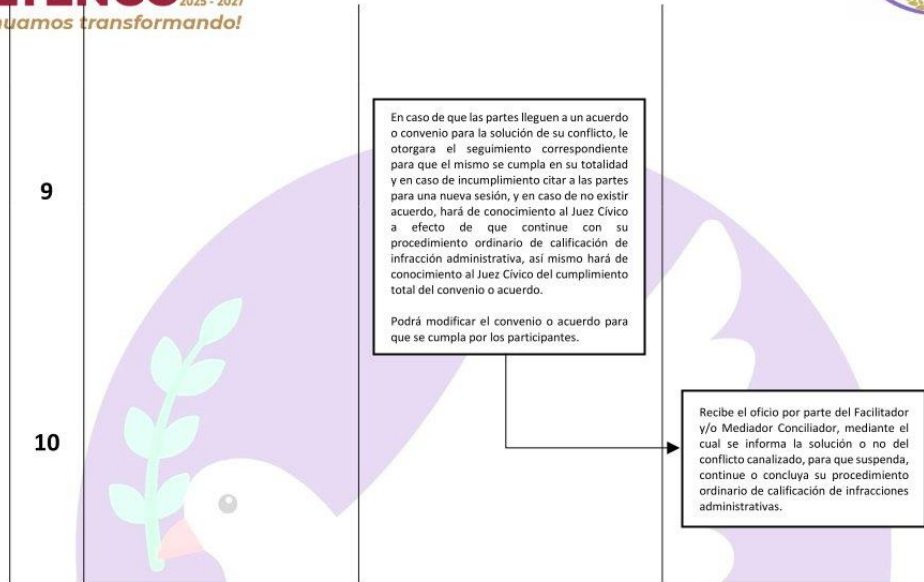 2025 - 2027
nuamos transformando!
9
En caso de que las partes lleguen a un acuerdo
o convenio para la solución de su conflicto, le
otorgara el seguimiento correspondiente
para que el mismo se cumpla en su totalidad
y en caso de incumplimiento citar a las partes
para una nueva sesión, y en caso de no existir
acuerdo, hará de conocimiento al Juez Cívico
a efecto de que continue con su
procedimiento ordinario de calificación de
infracción administrativa, así mismo hará de
conocimiento al Juez Cívico del cumplimiento
total del convenio o acuerdo.
Podrá modificar el convenio o acuerdo para
que se cumpla por los participantes.
10
Recibe el oficio por parte del Facilitador
y/o Mediador Conciliador, mediante el
cual se informa la solución o no del
conflicto canalizado, para que suspenda,
continue o concluya su procedimiento
ordinario de calificación de infracciones
administrativas.